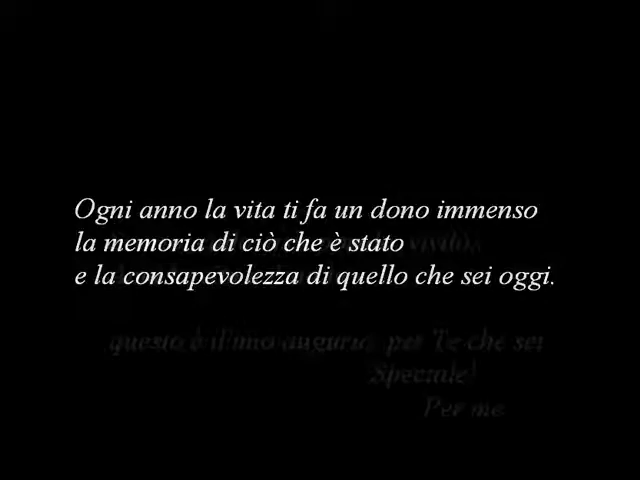 Ogni anno la vita ti fa un dono immenso
la memoria di ciò che è stato
e la consapevolezza di quello che sei oggi.
questo è il mio augurio per Te che sei
Speciale!
Per me